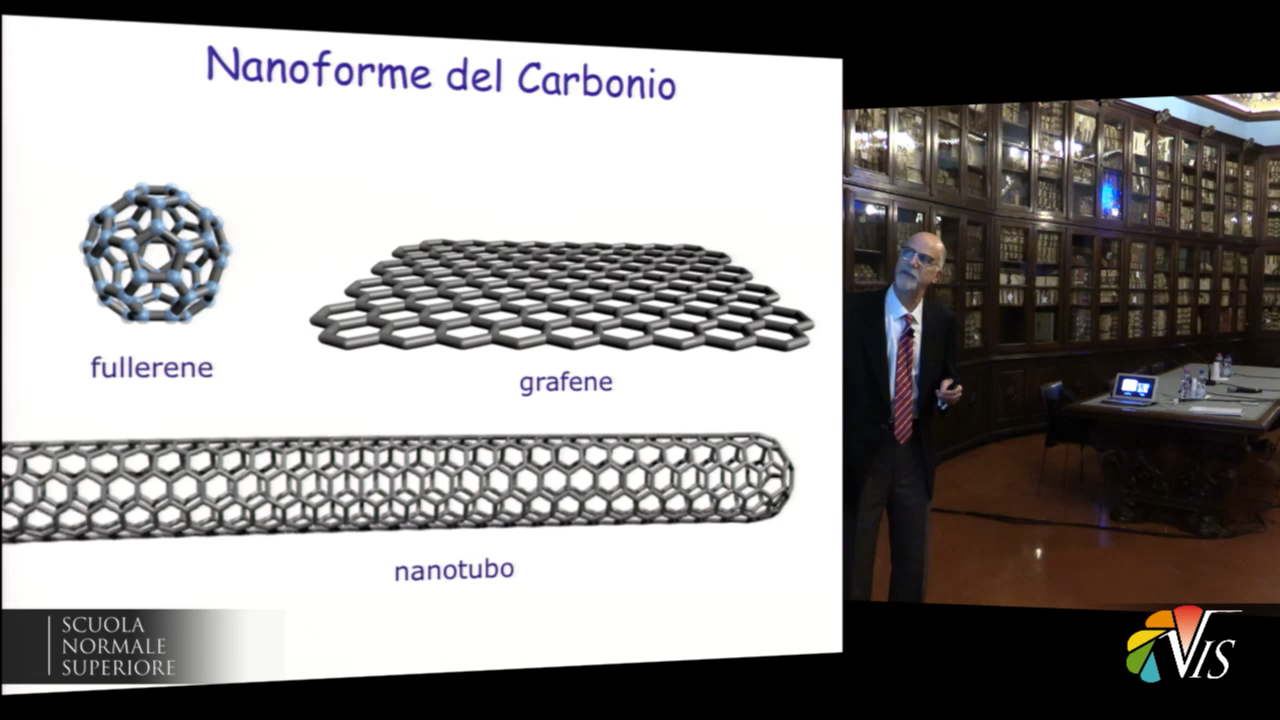 Nanoforme del Carbonio
fullerene
grafene
nanotubo
SCUOLA
NORMALE
SUPERIORE
VIS